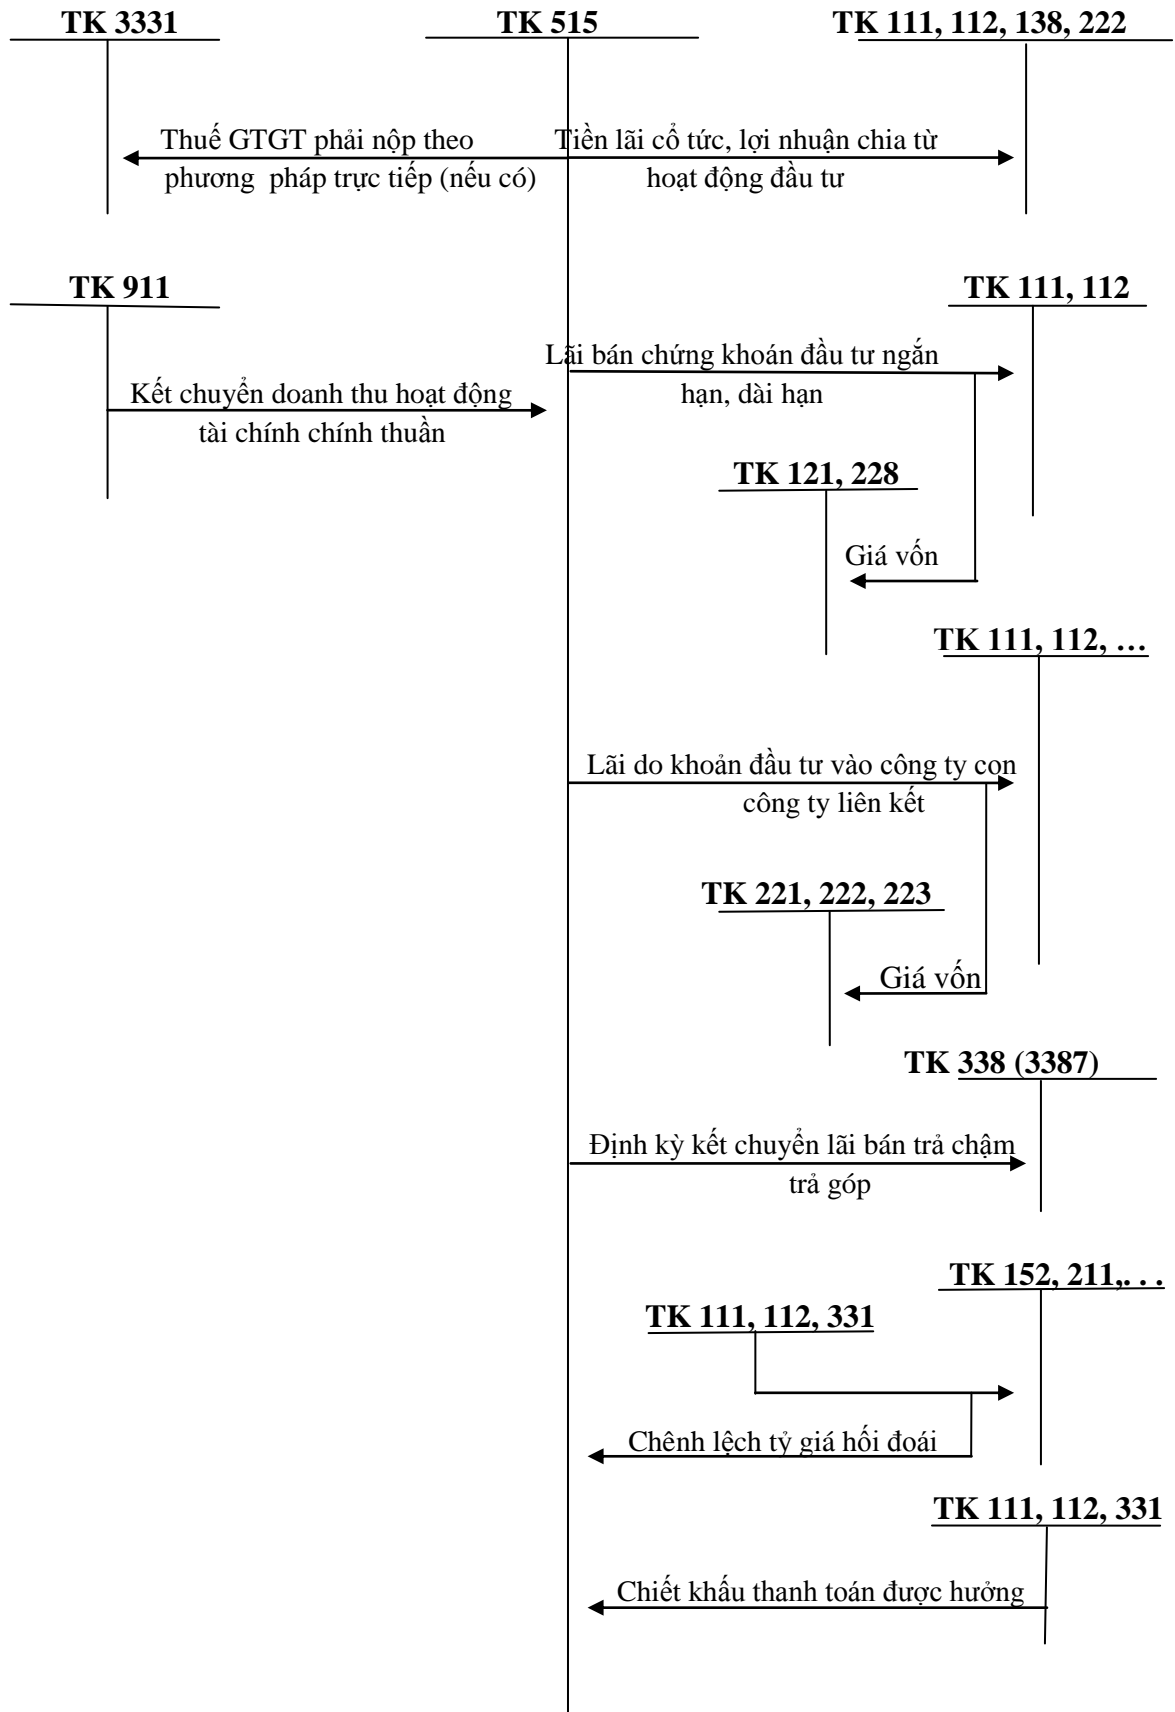 TK 3331
TK 515
TK 111, 112, 138, 222
Thuế GTGT phải nộp theo
phương pháp trực tiếp (nếu có)
Tiền lãi cổ tức, lợi nhuận chia từ
hoạt động đầu tư
TK 911
TK 111, 112
Kết chuyển doanh thu hoạt động
tài chính chính thuần
Lãi bán chứng khoán đầu tư ngắn
hạn, dài hạn
TK 121, 228
Giá vốn
TK 111, 112, …
Lãi do khoản đầu tư vào công ty con
công ty liên kết
TK 221, 222, 223
Giá vốn
TK 338 (3387)
Định kỳ kết chuyển lãi bán trả chậm
trả góp
TK 152, 211,. . .
TK 111, 112, 331
Chênh lệch tỷ giá hối đoái
TK 111, 112, 331
Chiết khấu thanh toán được hưởng